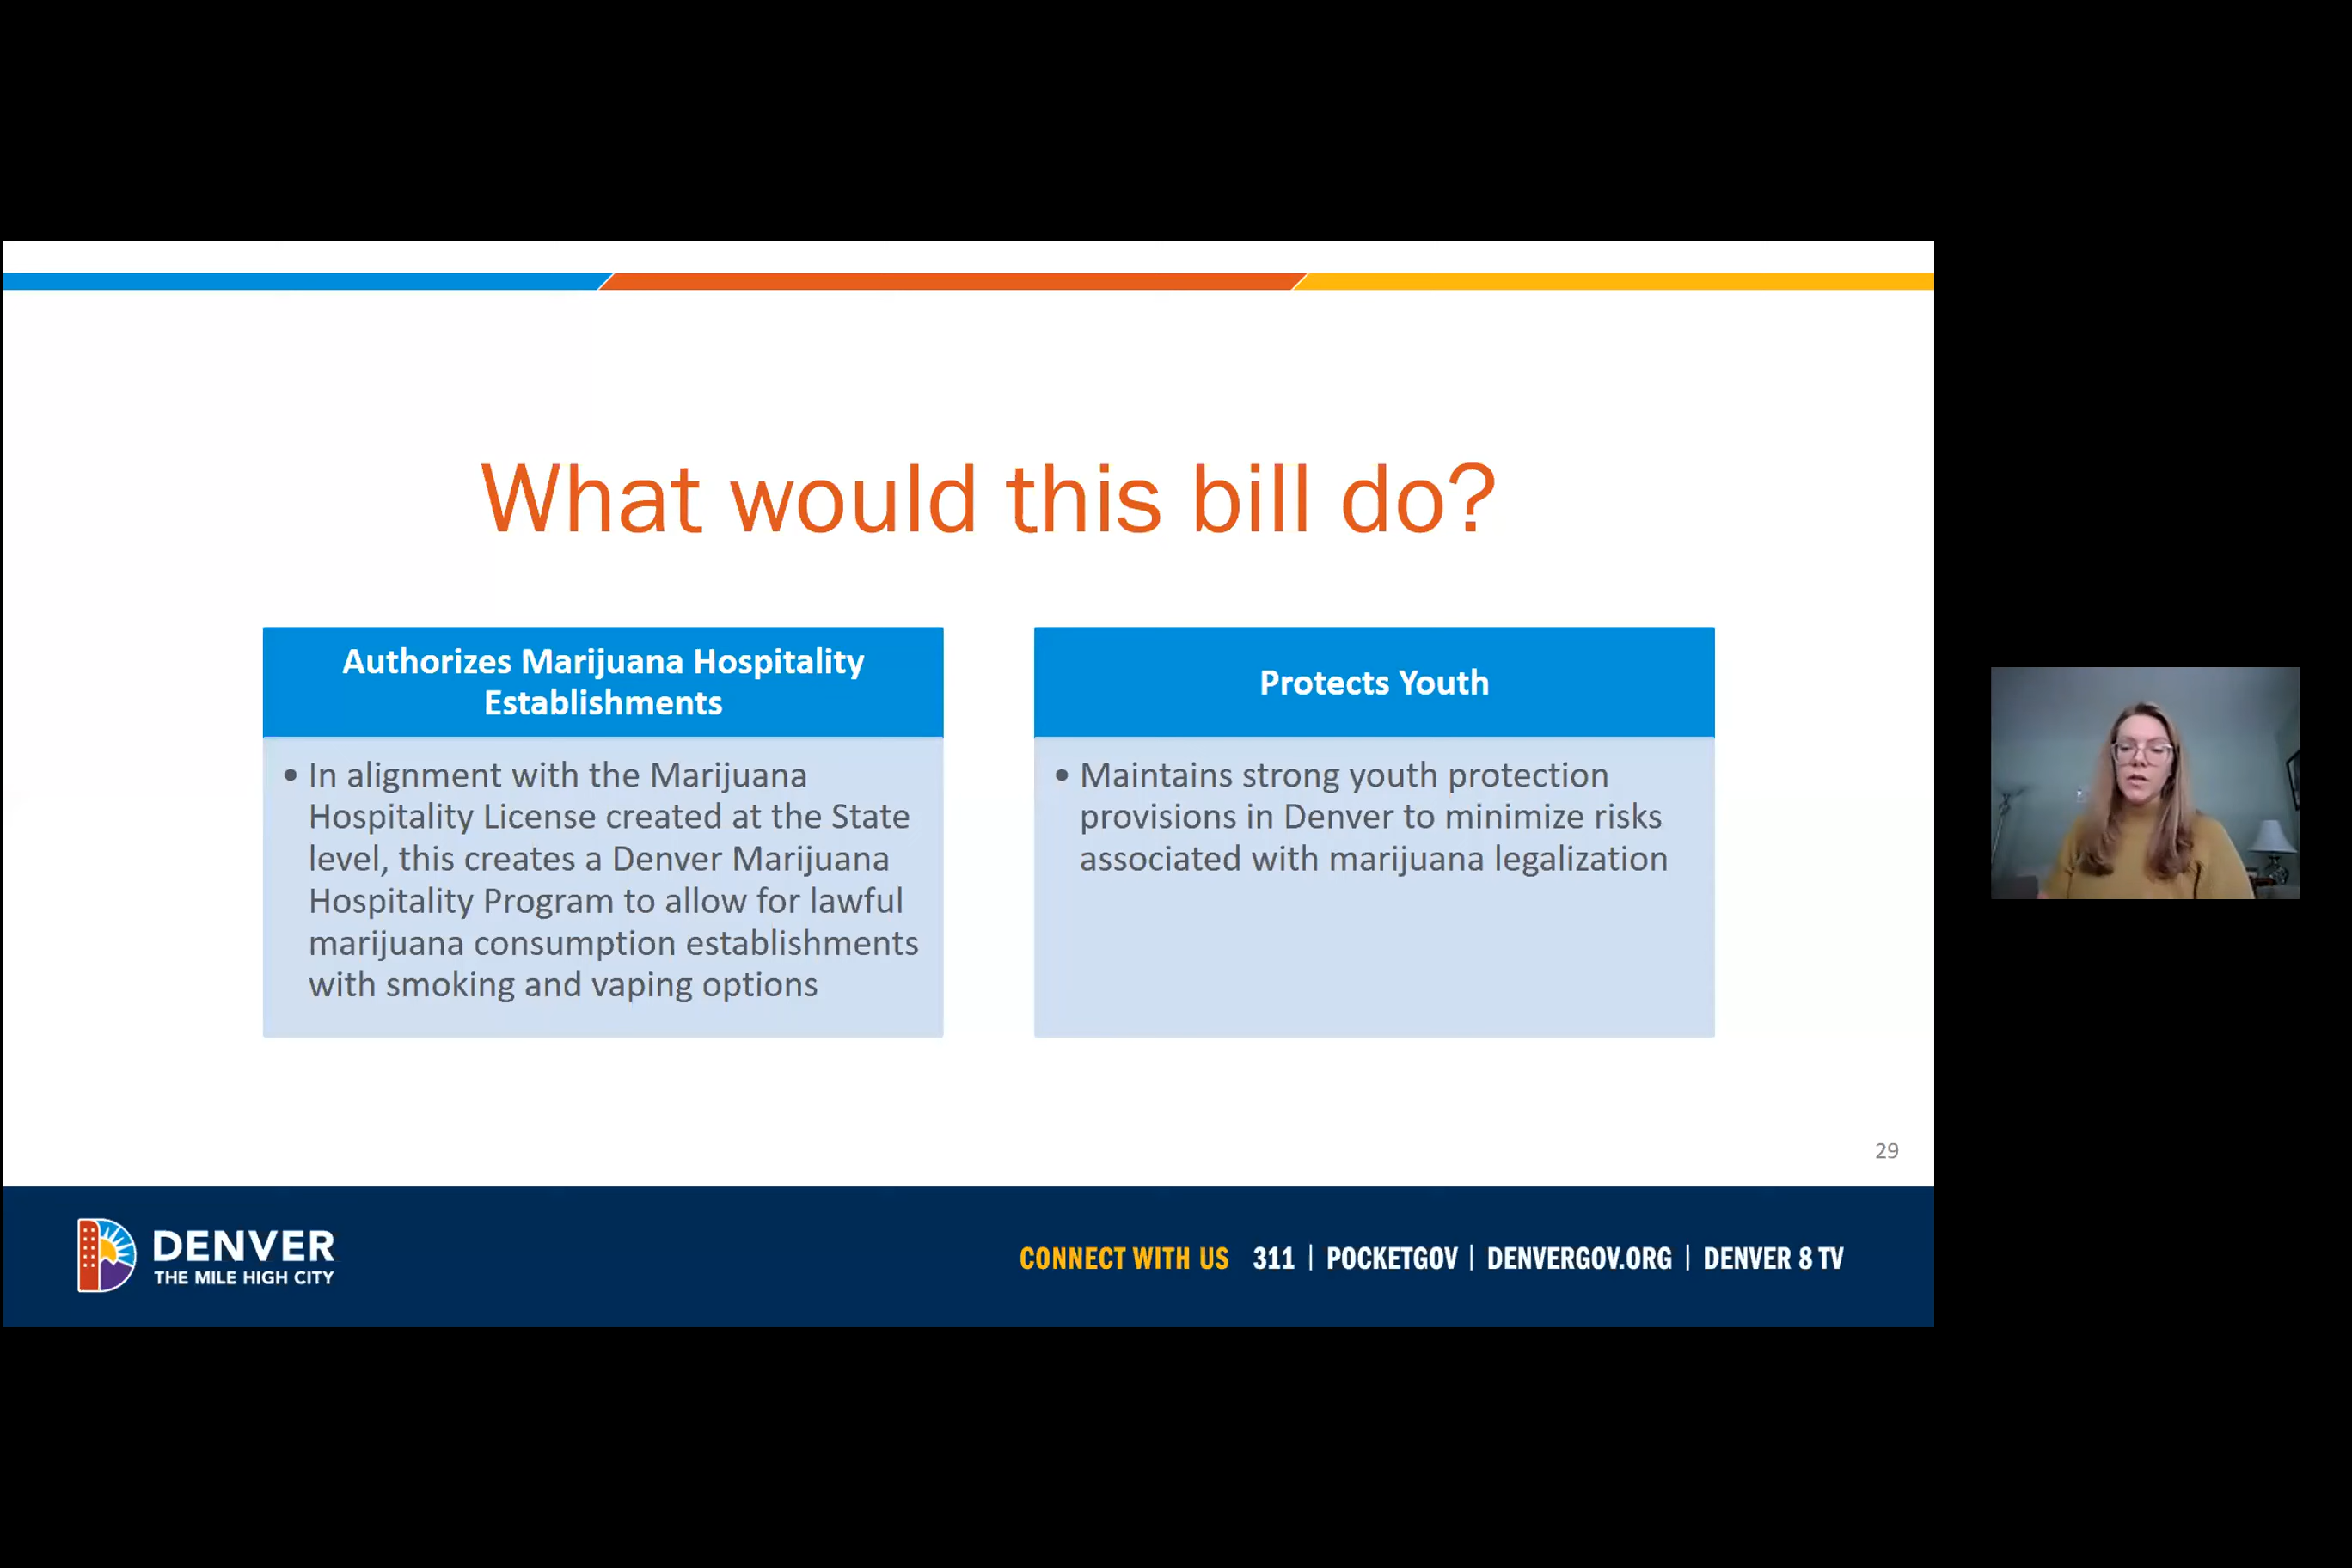 What would this bill do?
Authorizes Marijuana Hospitality
Establishments
• In alignment with the Marijuana
Hospitality License created at the State
level, this creates a Denver Marijuana
Hospitality Program to allow for lawful
marijuana consumption establishments
with smoking and vaping options
Protects Youth
• Maintains strong youth protection
provisions in Denver to minimize risks
associated with marijuana legalization
29
DENVER
THE MILE HIGH CITY
CONNECT WITH US 311 | POCKETGOV | DENVERGOV.ORG | DENVER 8 TV